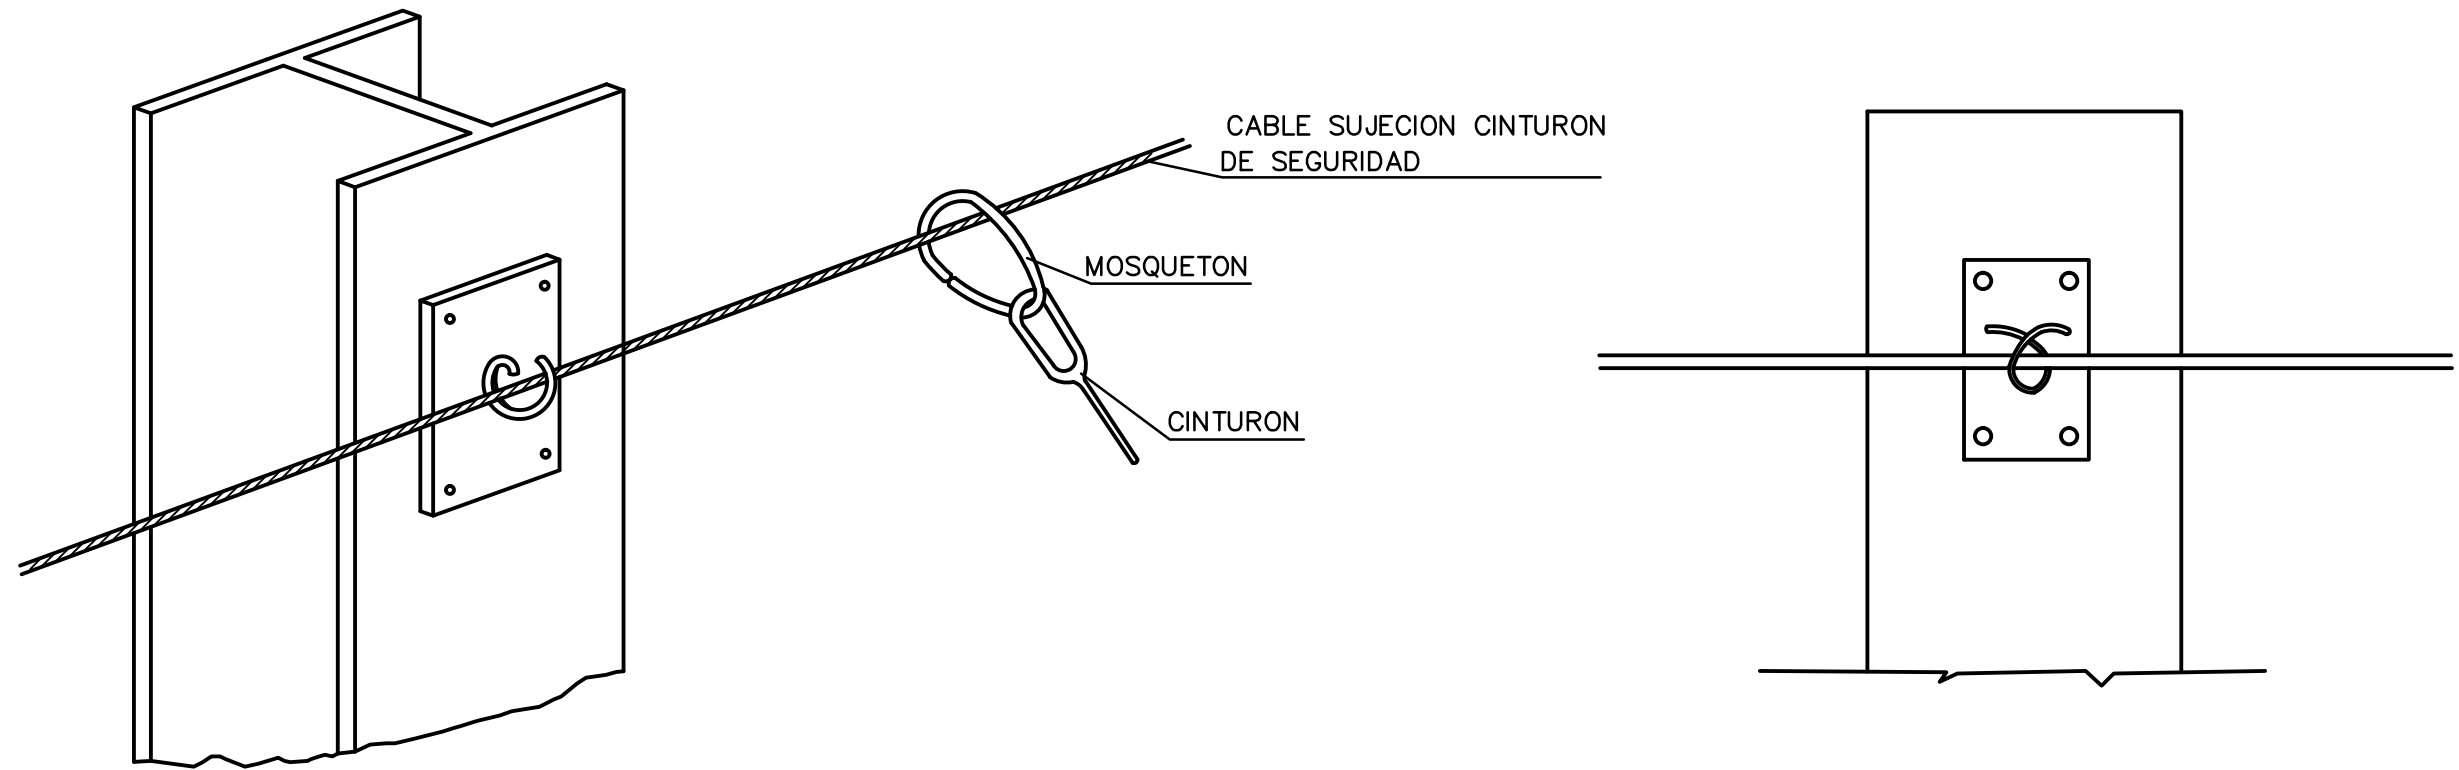 CABLE SUJECION CINTURON
DE SEGURIDAD
MOSQUETON
CINTURON